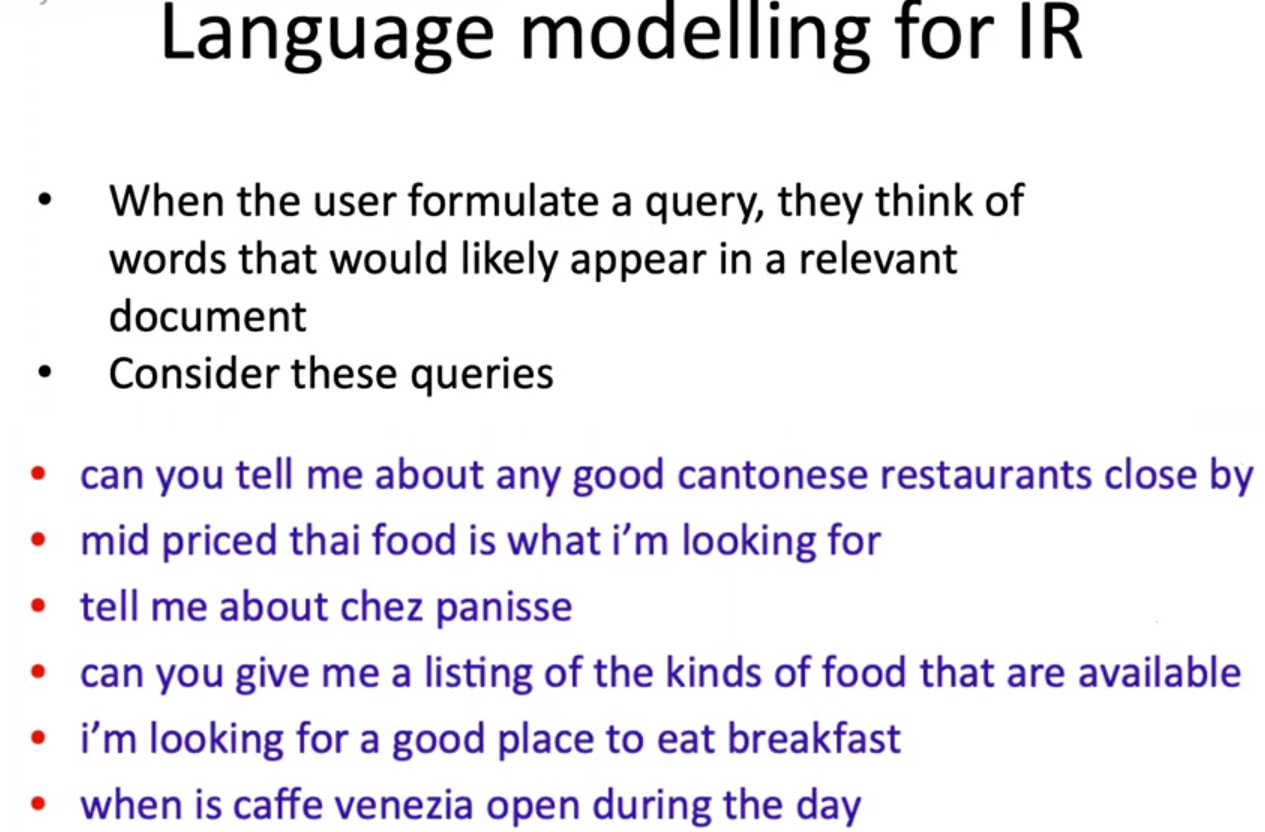 Language modelling for IR
• When the user formulate a query, they think of
words that would likely appear in a relevant
document
• Consider these queries
• can you tell me about any good cantonese restaurants close by
• mid priced thai food is what i’m looking for
• tell me about chez panisse
• can you give me a listing of the kinds of food that are available
• i’m looking for a good place to eat breakfast
• when is caffe venezia open during the day